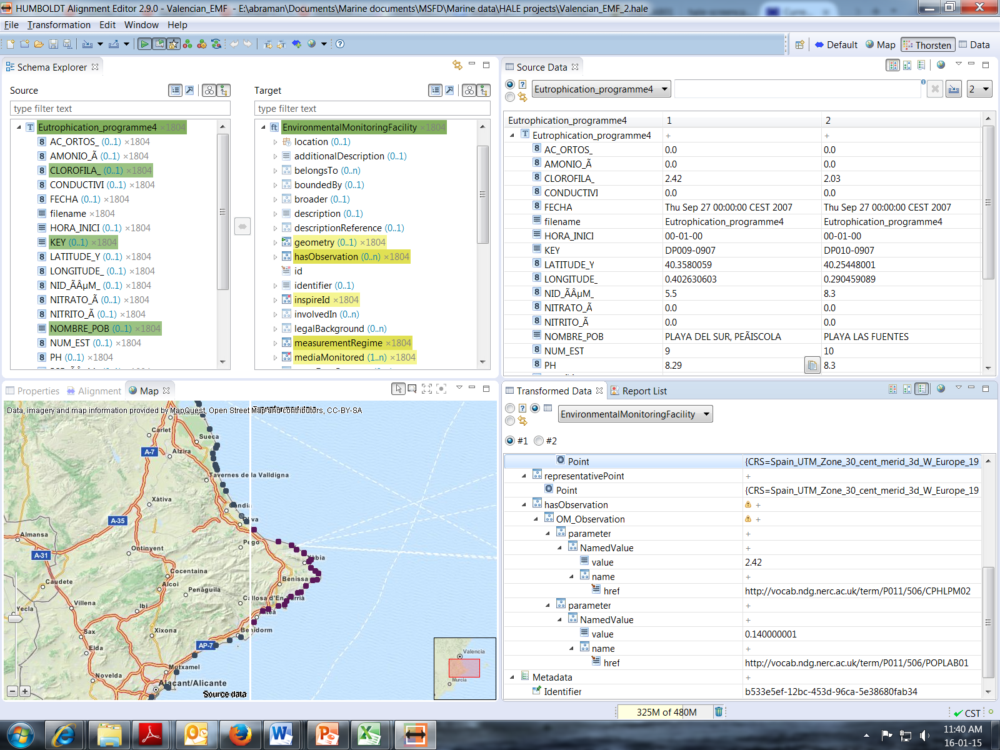 HUMBOLDT Alignment Editor 2.9.0 - Valencian_EMF - E:\abraman\Documents\Marine documents\MSFD\Marine data\HALE projects\Valencian_EMF_2.hale
File Transformation Edit Window Help
Default Map Thorsten Data
Schema Explorer
Source
type filter text
Eutrophication_programme4 ×1804
AC_ORTOS_ (0..1) ×1804
AMONIO_Ã (0..1) ×1804
CLOROFILA_ (0..1) ×1804
CONDUCTIVI (0..1) ×1804
FECHA (0..1) ×1804
filename ×1804
HORA_INICI (0..1) ×1804
KEY (0..1) ×1804
LATITUDE_Y (0..1) ×1804
LONGITUDE_ (0..1) ×1804
NID_ÃÂµM_ (0..1) ×1804
NITRATO_Ã (0..1) ×1804
NITRITO_Ã (0..1) ×1804
NOMBRE_POB (0..1) ×1804
NUM_EST (0..1) ×1804
PH (0..1) ×1804
Target
type filter text
EnvironmentalMonitoringFacility ×1804
location (0..1)
additionalDescription (0..1)
belongsTo (0..n)
boundedBy (0..1)
broader (0..1)
description (0..1)
descriptionReference (0..1)
geometry (0..1) ×1804
hasObservation (0..n) ×1804
id
identifier (0..1)
inspireId ×1804
involvedIn (0..n)
legalBackground (0..n)
measurementRegime ×1804
mediaMonitored (1..n) ×1804
Source Data
Eutrophication_programme4 2
Eutrophication_programme4 1 2
Eutrophication_programme4 + +
AC_ORTOS_ 0.0 0.0
AMONIO_Ã 0.0 0.0
CLOROFILA_ 2.42 2.03
CONDUCTIVI 0.0 0.0
FECHA Thu Sep 27 00:00:00 CEST 2007 Thu Sep 27 00:00:00 CEST 2007
filename Eutrophication_programme4 Eutrophication_programme4
HORA_INICI 00-01-00 00-01-00
KEY DP009-0907 DP010-0907
LATITUDE_Y 40.3580059 40.25448001
LONGITUDE_ 0.402630603 0.290459089
NID_ÃÂµM_ 5.5 8.3
NITRATO_Ã 0.0 0.0
NITRITO_Ã 0.0 0.0
NOMBRE_POB PLAYA DEL SUR, PEÃISCOLA PLAYA LAS FUENTES
NUM_EST 9 10
PH 8.29 8.3
Properties Alignment Map
Data, imagery and map information provided by MapQuest, Open Street Map and contributors, CC-BY-SA
Carlet
Sueca
A-7
Alzira
Tavernes de la Valldigna
Xàtiva
A-35
Almansa
Pego
A-31
Ontinyent
Xàbia
Cocentaina
Benissa
Caudete
Alcoi
Penàguila
Callosa d'En Sarrià
Villena
Ibi
Yecla
Xixona
Benidorm
Sax
AP-7
Elda
Mutxamel
Novelda
Alacant/Alicante
Source data
Valencia
Murcia
Transformed Data Report List
EnvironmentalMonitoringFacility
#1 #2
Point {CRS=Spain_UTM_Zone_30_cent_merid_3d_W_Europe_19
representativePoint +
Point {CRS=Spain_UTM_Zone_30_cent_merid_3d_W_Europe_19
hasObservation +
OM_Observation +
parameter +
NamedValue +
value 2.42
name +
href http://vocab.ndg.nerc.ac.uk/term/P011/506/CPHLPM02
parameter +
NamedValue +
value 0.140000001
name +
href http://vocab.ndg.nerc.ac.uk/term/P011/506/POPLAB01
Metadata +
Identifier b533e5ef-12bc-453d-96ca-5e38680fab34
325M of 480M
CST
11:40 AM
16-01-15